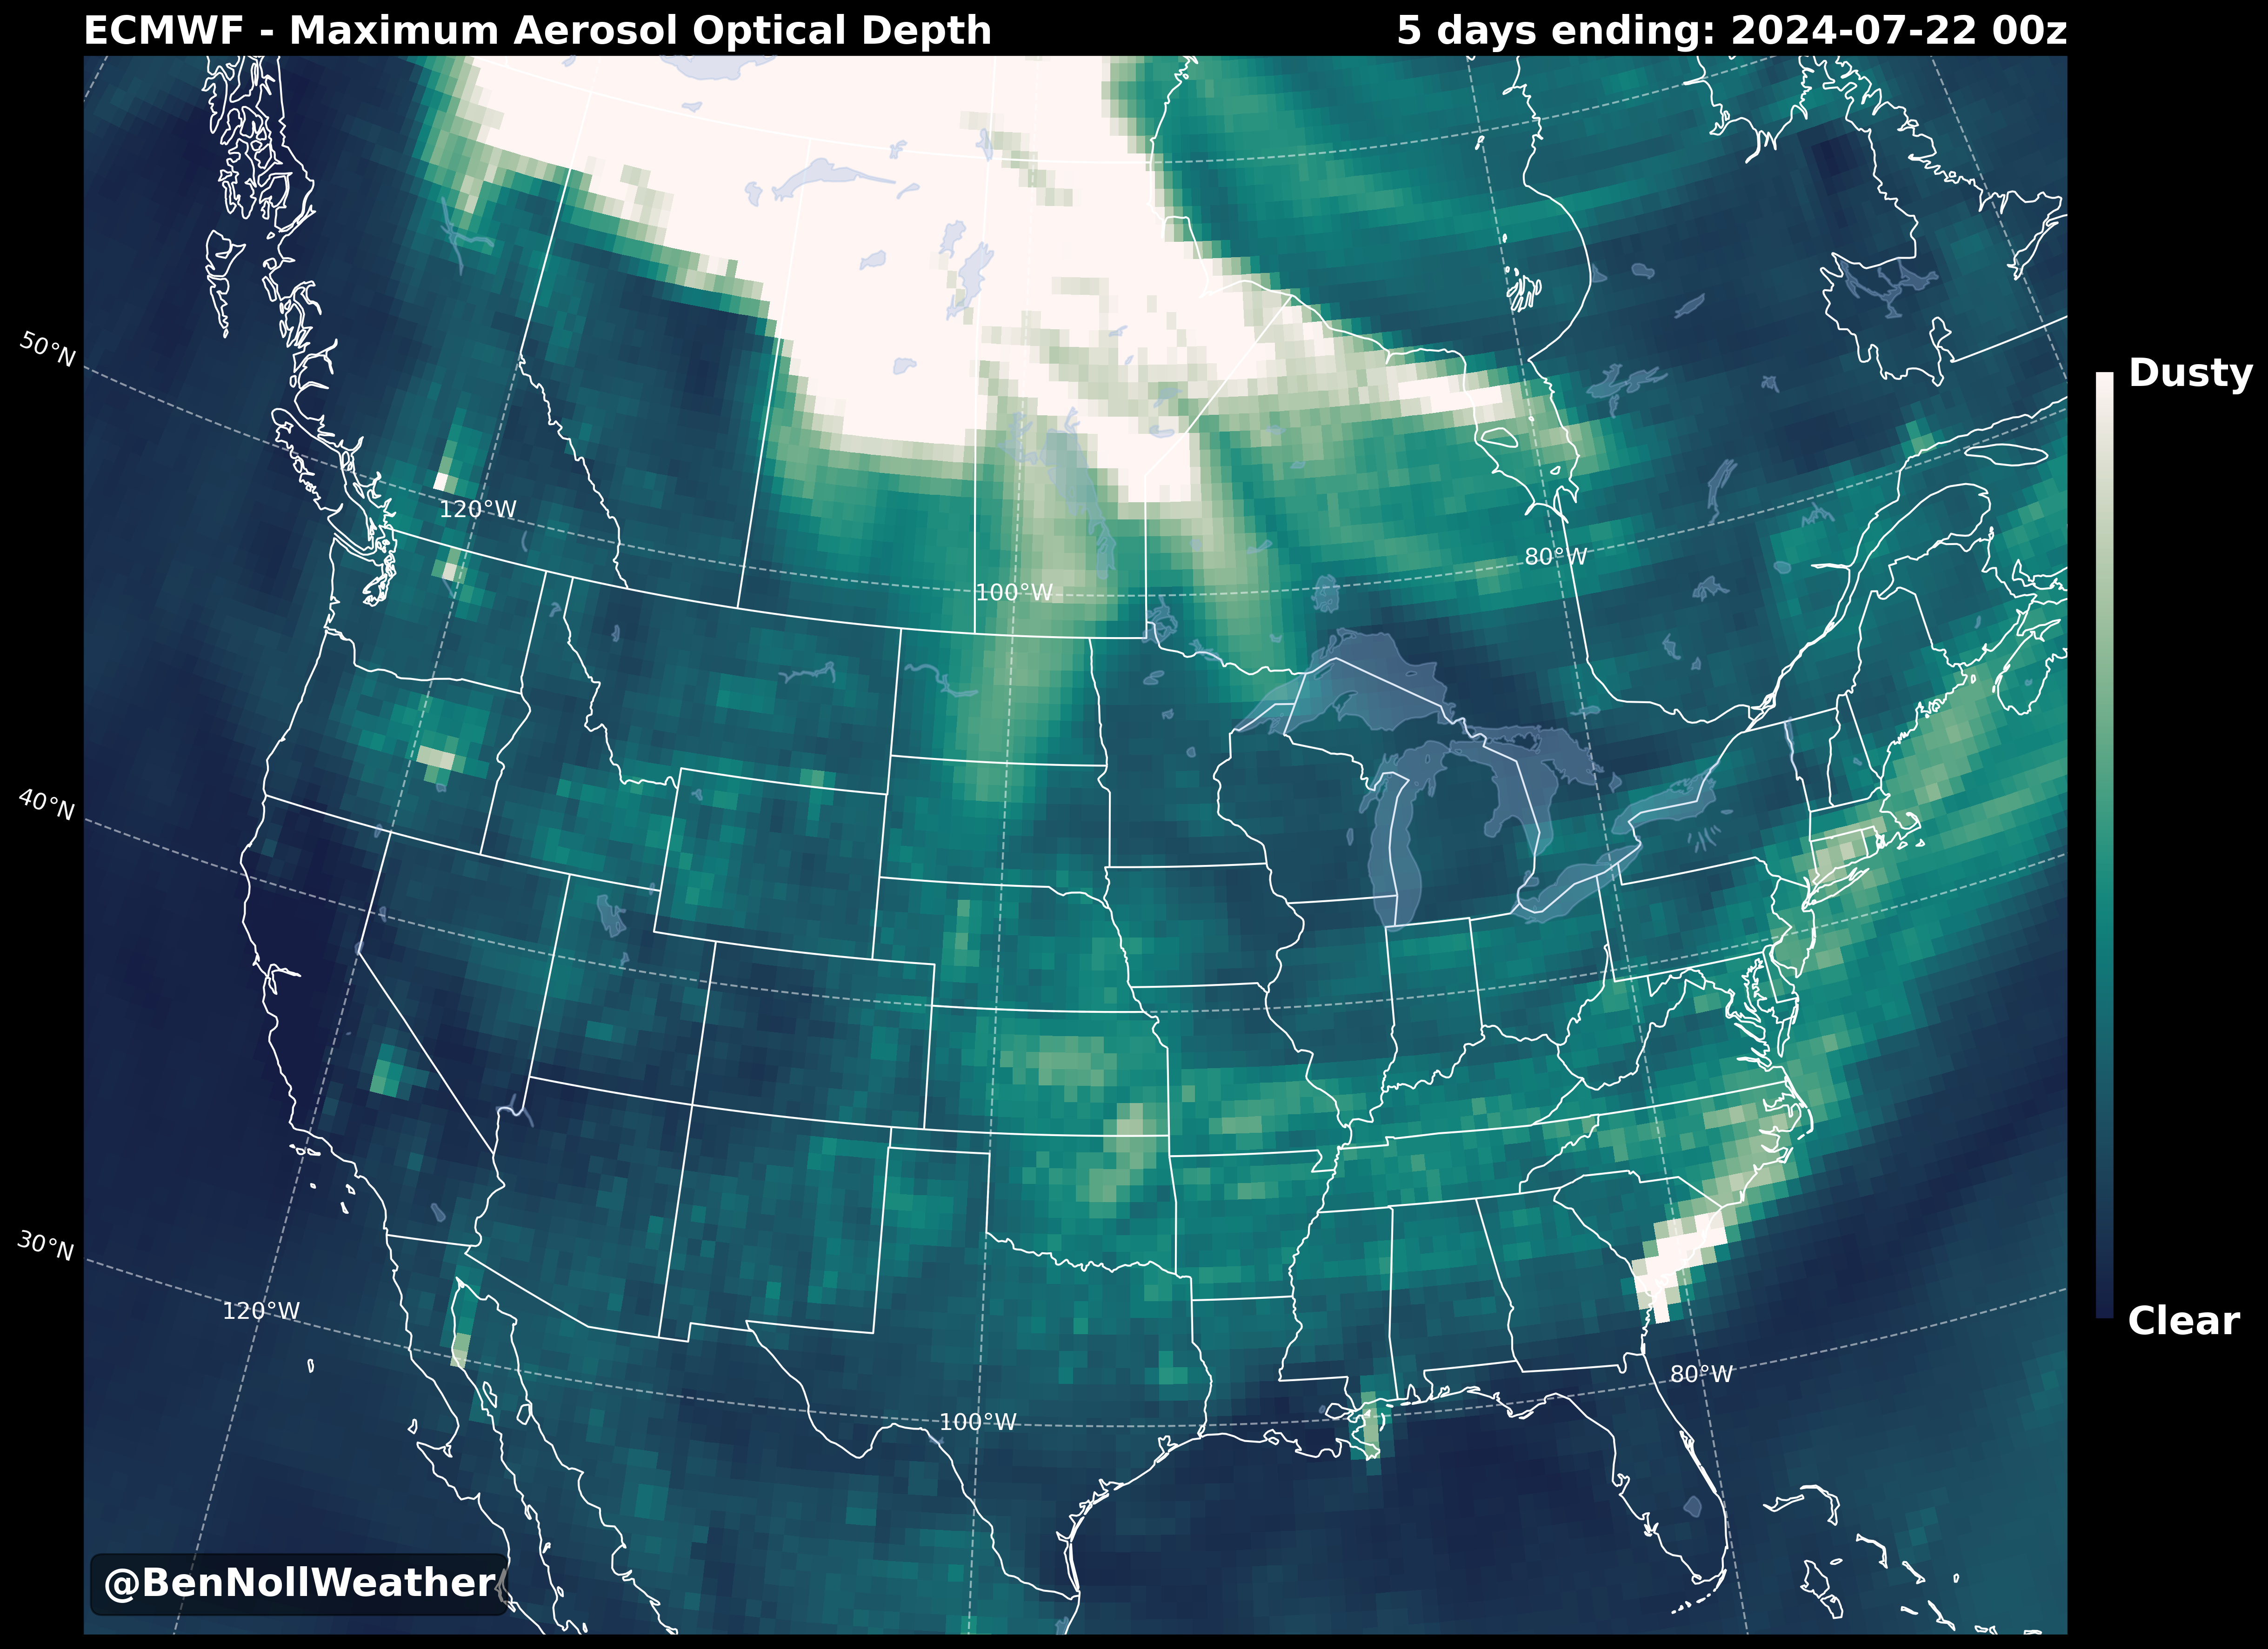 ECMWF - Maximum Aerosol Optical Depth
5 days ending: 2024-07-22 00z
50°N
Dusty
120°W
80°W
100°W
40°N
30°N
120°W
Clear
80°W
100°W
@BenNollWeather